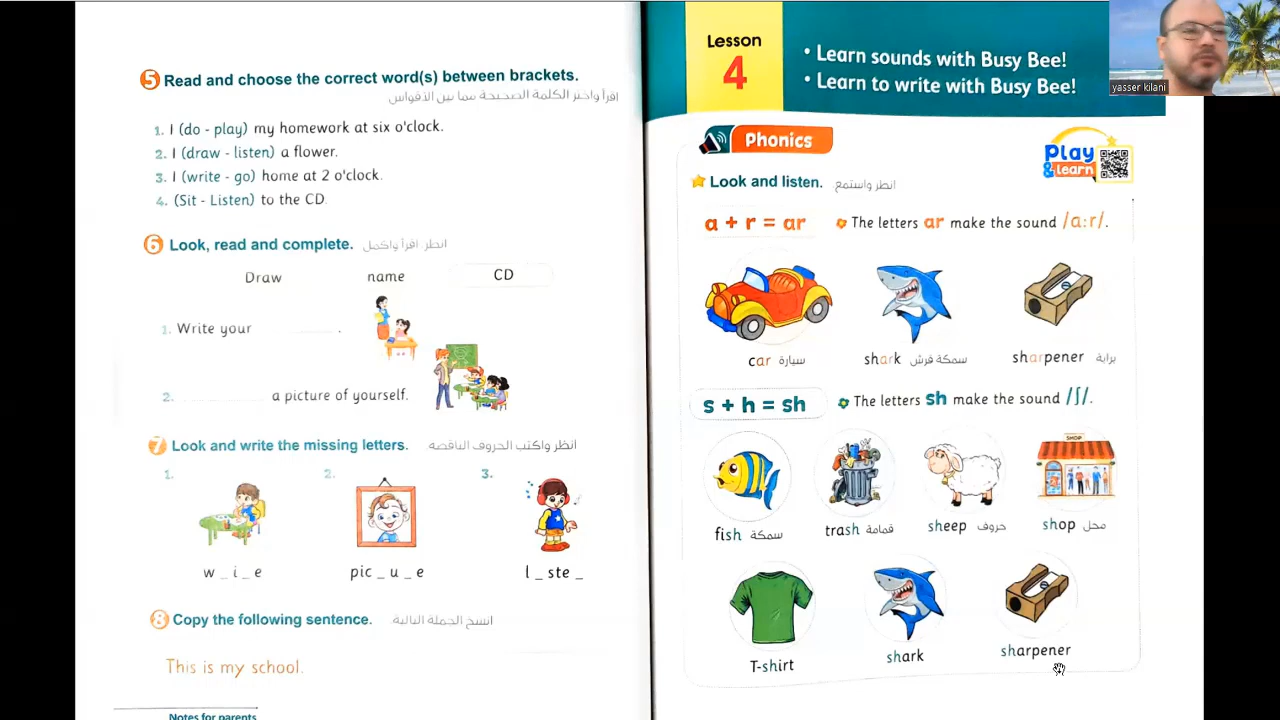 5 Read and choose the correct word(s) between brackets.
اقرأ واختر الكلمة الصحيحة مما بين الأقواس
1. I (do - play) my homework at six o'clock.
2. I (draw - listen) a flower.
3. I (write - go) home at 2 o'clock.
4. (Sit - Listen) to the CD
6 Look, read and complete. انظر اقرأ وأكمل
Draw name CD
1. Write your ______ .
2. ______ a picture of yourself.
7 Look and write the missing letters. انظر واكتب الحروف الناقصة
1. 2. 3.
w _ i _ e pic _ u _ e l _ ste _
8 Copy the following sentence. انسخ الجملة التالية.
This is my school.
Notes for parents
Lesson
4
• Learn sounds with Busy Bee!
• Learn to write with Busy Bee!
yasser kilani
Phonics
Play
& Learn
Look and listen. انظر واستمع
a + r = ar The letters ar make the sound /a:r/.
car سيارة shark سمكة قرش sharpener براية
s + h = sh The letters sh make the sound /ʃ/.
SHOP
fish سمكة trash قمامة sheep خروف shop محل
T-shirt shark sharpener